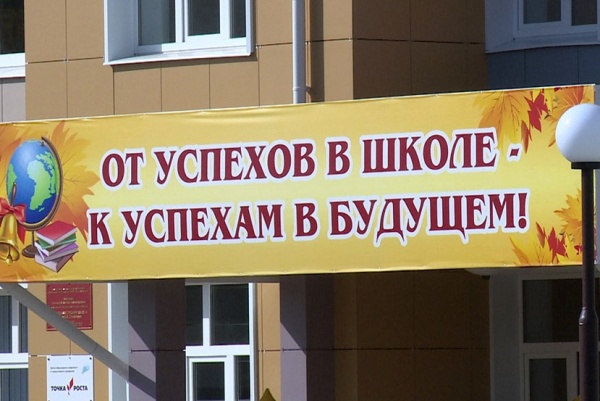 ОТ УСПЕХОВ В ШКОЛЕ -
К УСПЕХАМ В БУДУЩЕМ!
ТОЧКА РОСТА